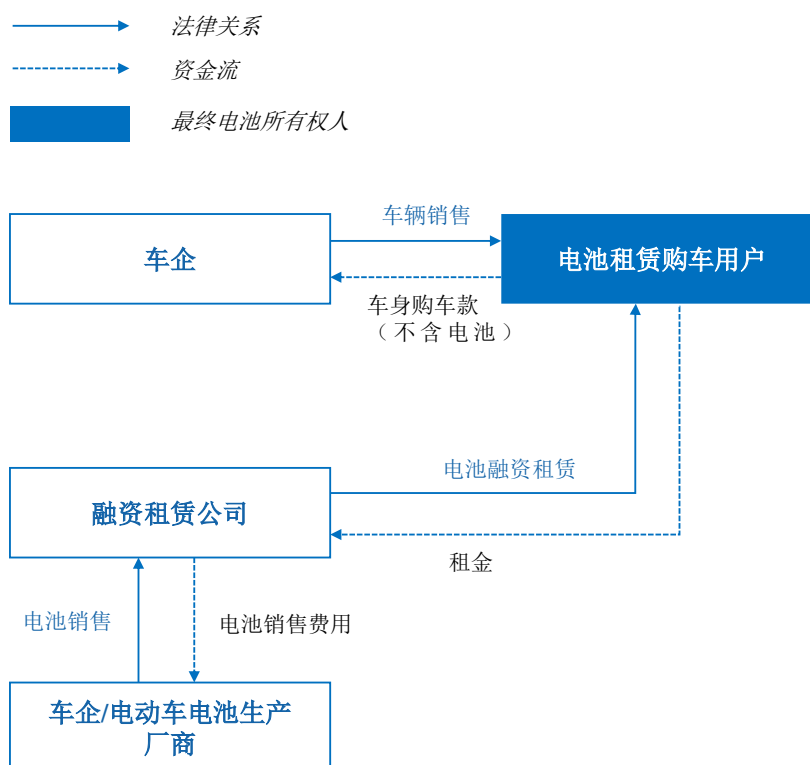 法律关系
资金流
最终电池所有权人
车辆销售
车企
电池租赁购车用户
车身购车款
（不含电池）
电池融资租赁
融资租赁公司
租金
电池销售
电池销售费用
车企/电动车电池生产
厂商